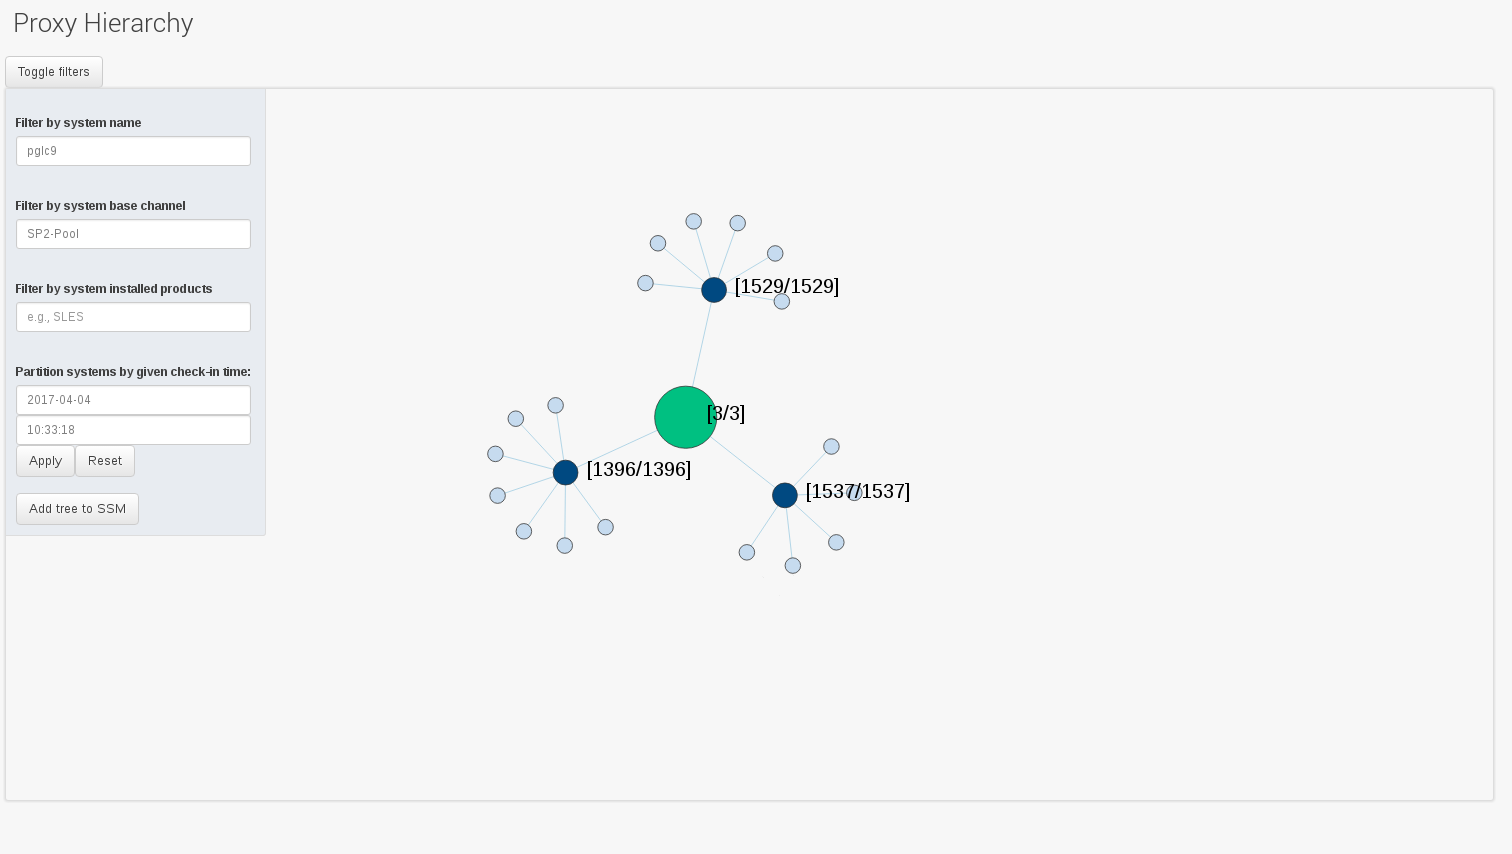 Proxy Hierarchy
Toggle filters
Filter by system name
pglc9
Filter by system base channel
SP2-Pool
Filter by system installed products
e.g., SLES
Partition systems by given check-in time:
2017-04-04
10:33:18
Apply Reset
Add tree to SSM
[1529/1529]
[3/3]
[1396/1396]
[1537/1537]